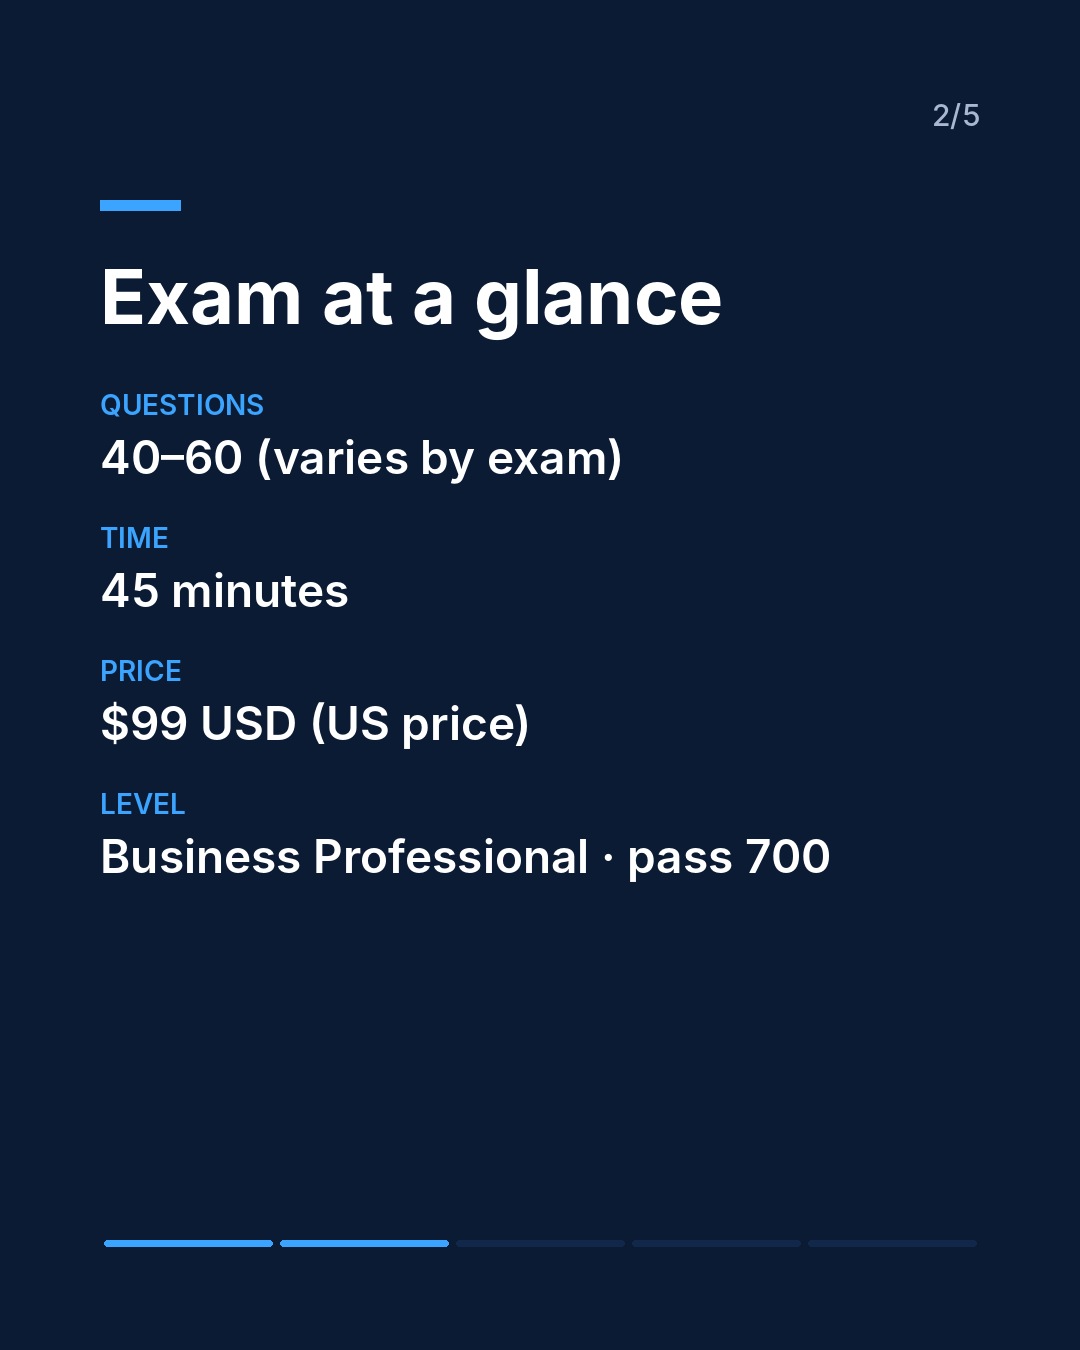 2/5
Exam at a glance
QUESTIONS
40–60 (varies by exam)
TIME
45 minutes
PRICE
$99 USD (US price)
LEVEL
Business Professional · pass 700